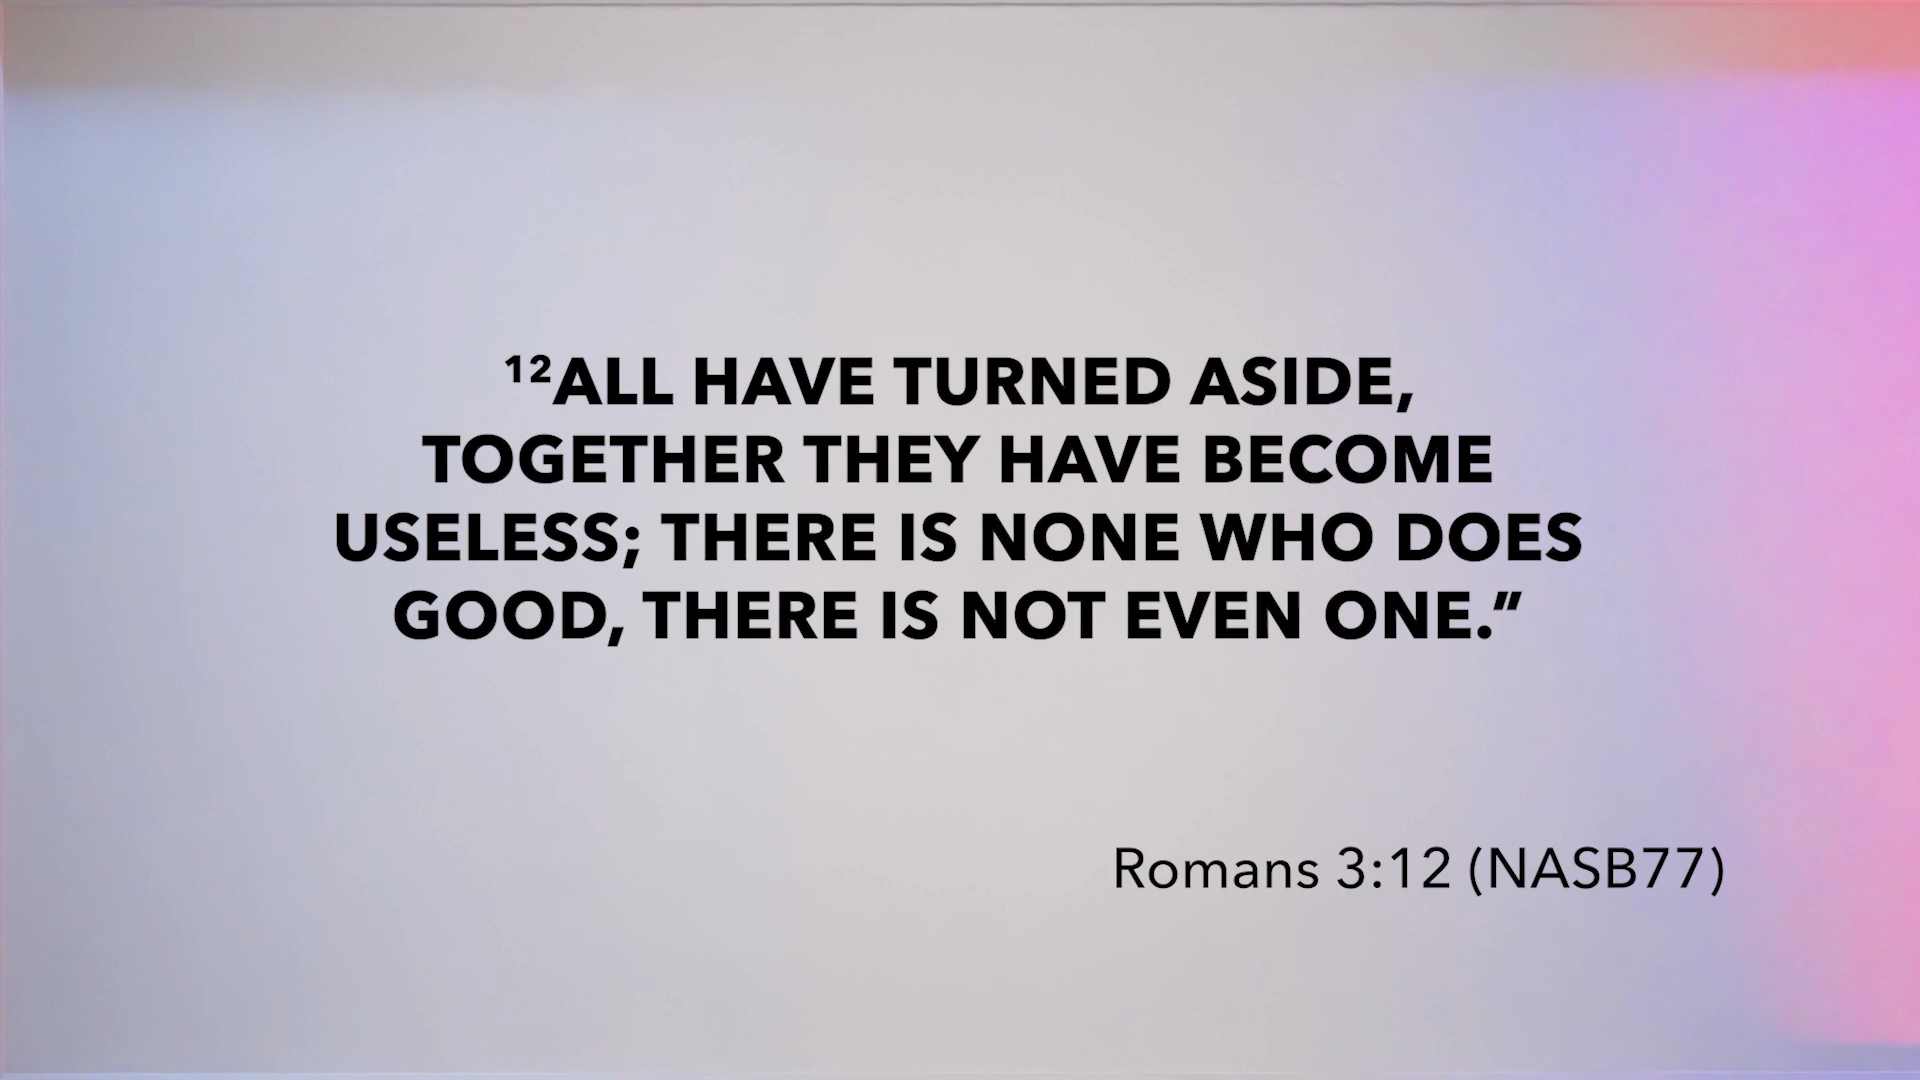 ¹²ALL HAVE TURNED ASIDE,
TOGETHER THEY HAVE BECOME
USELESS; THERE IS NONE WHO DOES
GOOD, THERE IS NOT EVEN ONE.”
Romans 3:12 (NASB77)